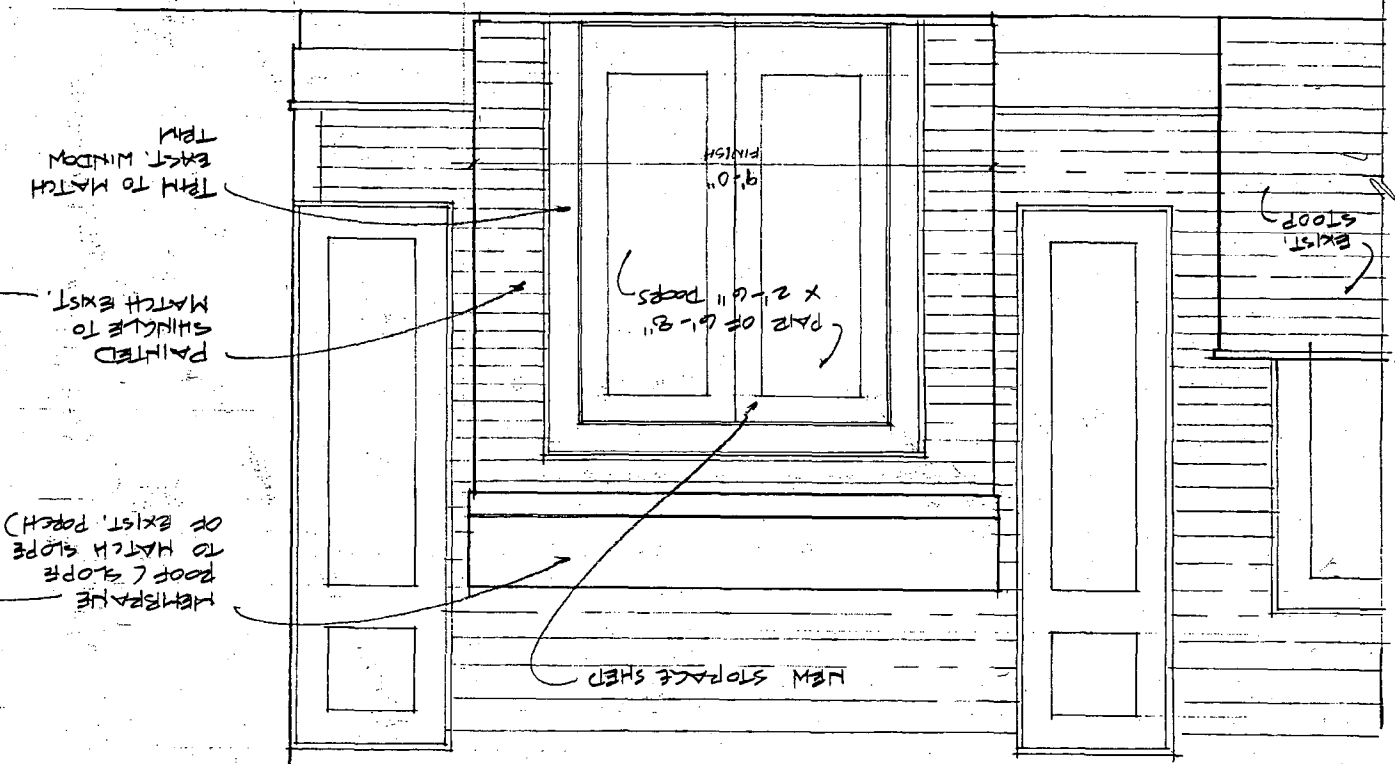 NEW STORAGE SHED
MEMBRANE
ROOF ( SLOPE
TO MATCH SLOPE
OF EXIST. PORCH)
PAINTED
SHINGLE TO
MATCH EXIST.
TRIM TO MATCH
EXIST. WINDOW
TRIM
PAIR OF 6'-8"
X 2'-6" DOORS
9'-0"
FINISH
EXIST.
STOOP